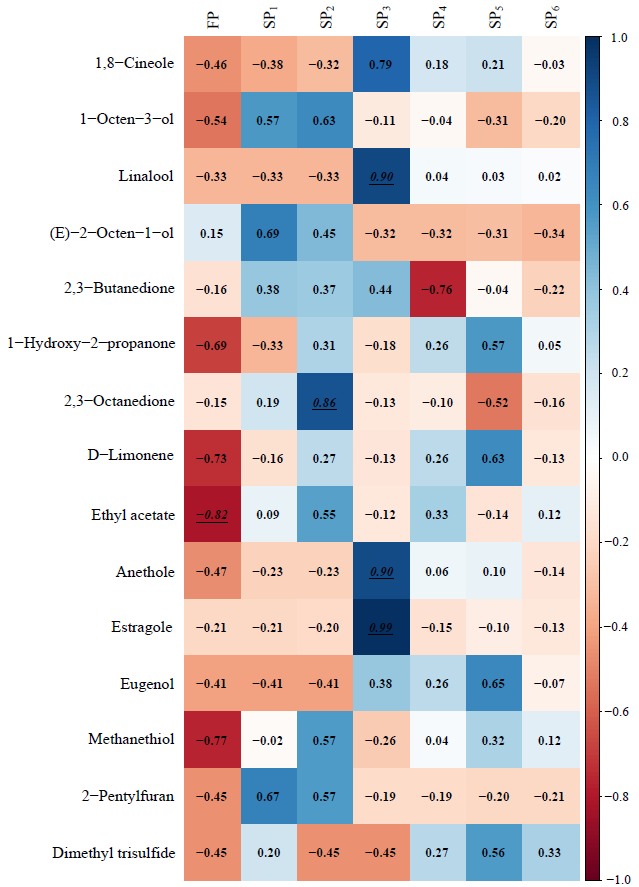 FP SP1 SP2 SP3 SP4 SP5 SP6
1,8−Cineole −0.46 −0.38 −0.32 0.79 0.18 0.21 −0.03
1−Octen−3−ol −0.54 0.57 0.63 −0.11 −0.04 −0.31 −0.20
Linalool −0.33 −0.33 −0.33 0.90 0.04 0.03 0.02
(E)−2−Octen−1−ol 0.15 0.69 0.45 −0.32 −0.32 −0.31 −0.34
2,3−Butanedione −0.16 0.38 0.37 0.44 −0.76 −0.04 −0.22
1−Hydroxy−2−propanone −0.69 −0.33 0.31 −0.18 0.26 0.57 0.05
2,3−Octanedione −0.15 0.19 0.86 −0.13 −0.10 −0.52 −0.16
D−Limonene −0.73 −0.16 0.27 −0.13 0.26 0.63 −0.13
Ethyl acetate −0.82 0.09 0.55 −0.12 0.33 −0.14 0.12
Anethole −0.47 −0.23 −0.23 0.90 0.06 0.10 −0.14
Estragole −0.21 −0.21 −0.20 0.99 −0.15 −0.10 −0.13
Eugenol −0.41 −0.41 −0.41 0.38 0.26 0.65 −0.07
Methanethiol −0.77 −0.02 0.57 −0.26 0.04 0.32 0.12
2−Pentylfuran −0.45 0.67 0.57 −0.19 −0.19 −0.20 −0.21
Dimethyl trisulfide −0.45 0.20 −0.45 −0.45 0.27 0.56 0.33
1.0
0.8
0.6
0.4
0.2
0.0
−0.2
−0.4
−0.6
−0.8
−1.0